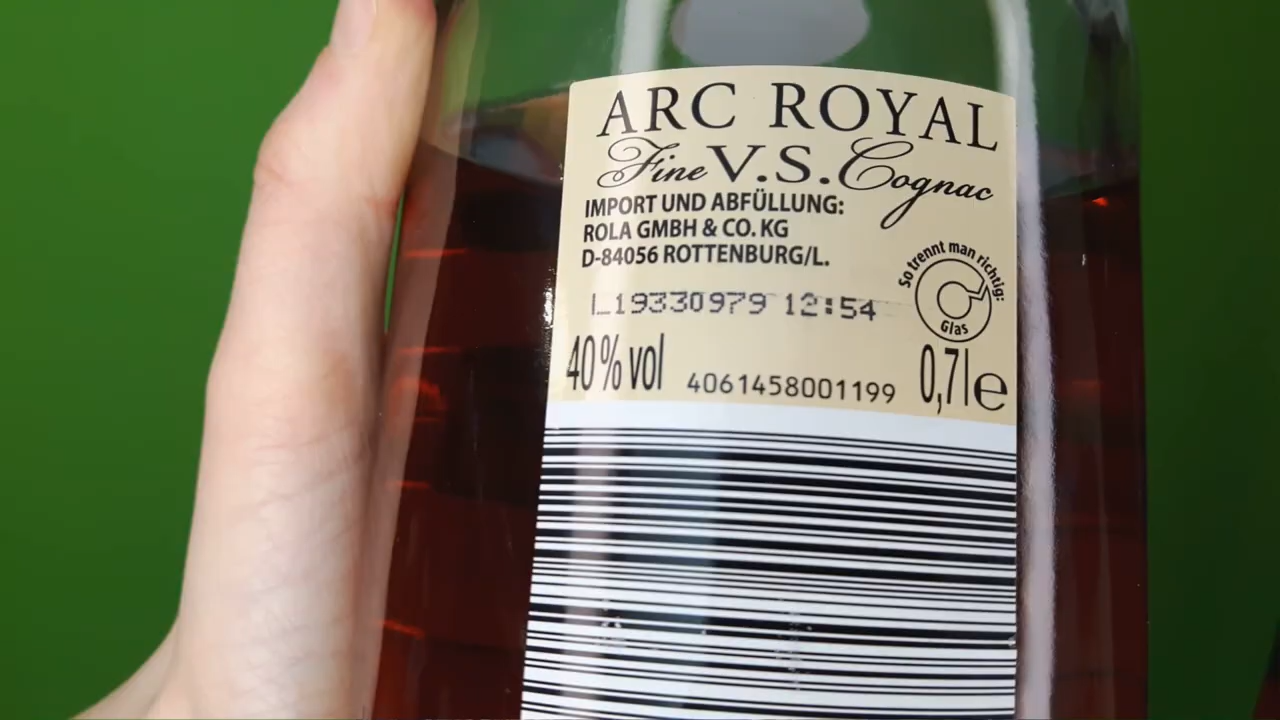 ARC ROYAL
Fine V.S. Cognac
IMPORT UND ABFÜLLUNG:
ROLA GMBH & CO. KG
D-84056 ROTTENBURG/L.
So trennt man richtig:
Glas
L19330979 12:54
40% vol 4061458001199 0,7l e